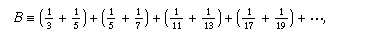 B ≡ (1/3 + 1/5) + (1/5 + 1/7) + (1/11 + 1/13) + (1/17 + 1/19) + ⋯,